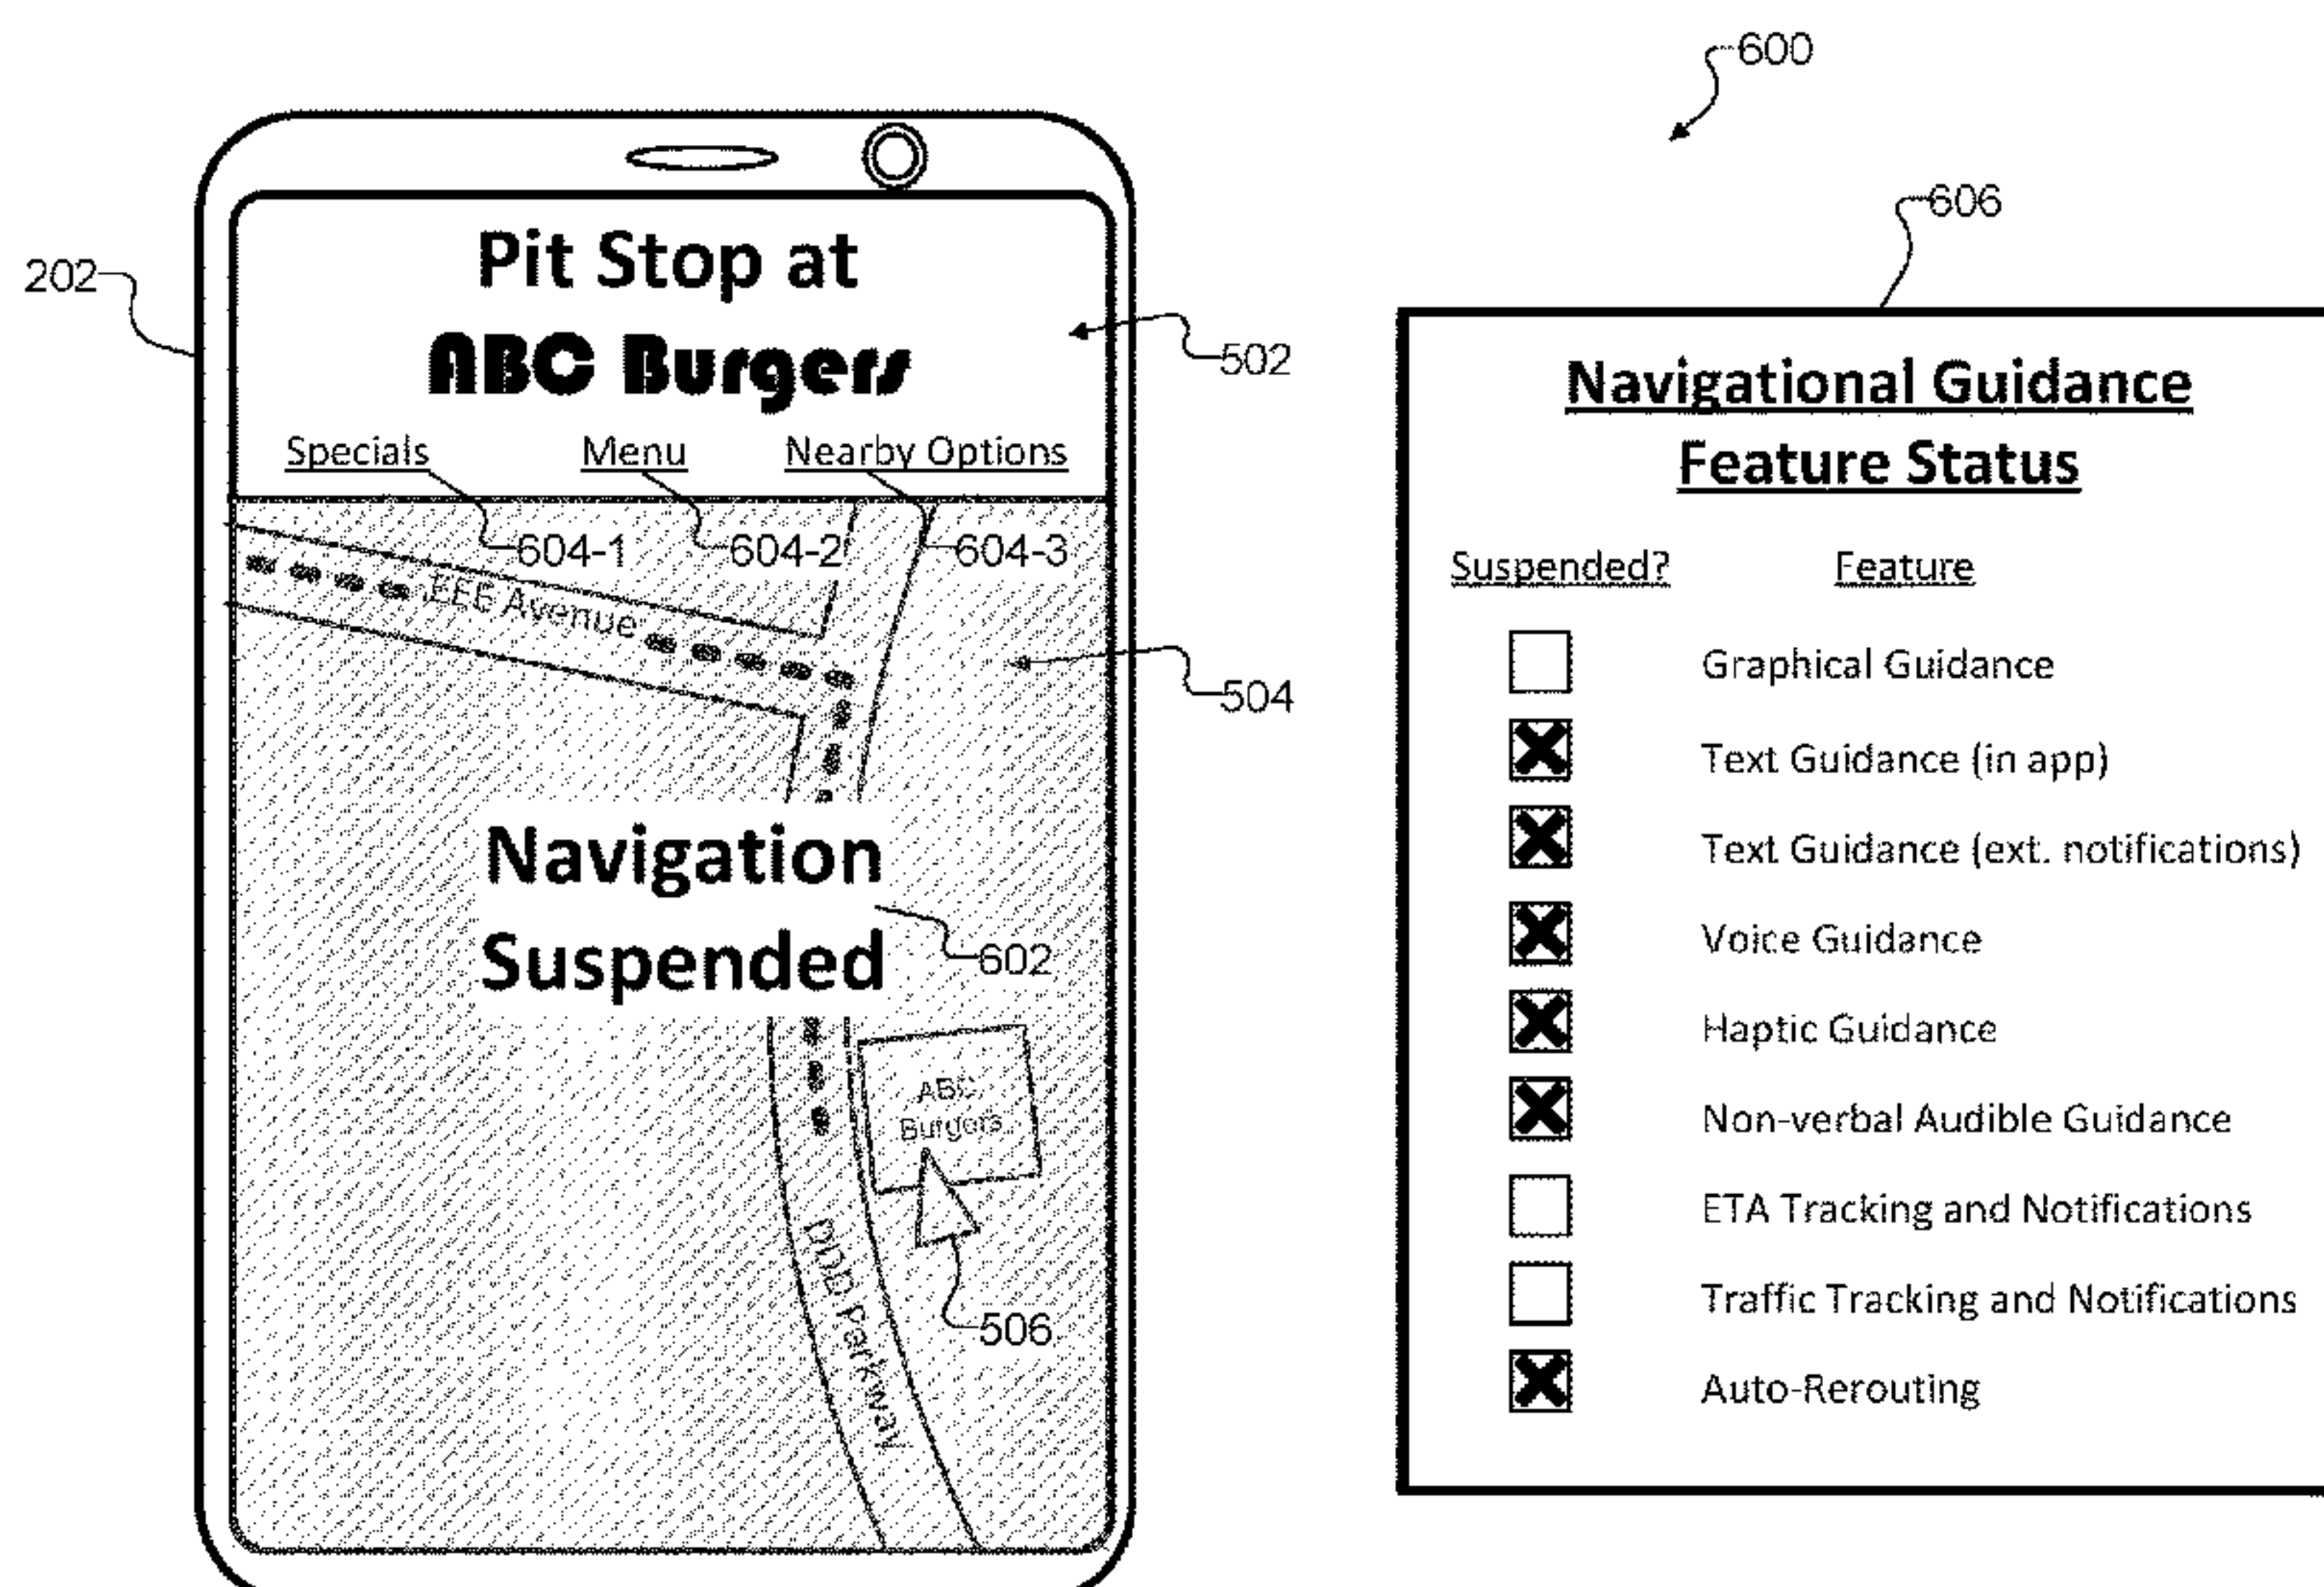 600
606
202
Pit Stop at
ABC Burgers
502
Specials Menu Nearby Options
604-1 604-2 604-3
EEE Avenue
504
Navigation
Suspended
602
ABC
Burgers
DDD Parkway
506
Navigational Guidance
Feature Status
Suspended? Feature
Graphical Guidance
Text Guidance (in app)
Text Guidance (ext. notifications)
Voice Guidance
Haptic Guidance
Non-verbal Audible Guidance
ETA Tracking and Notifications
Traffic Tracking and Notifications
Auto-Rerouting